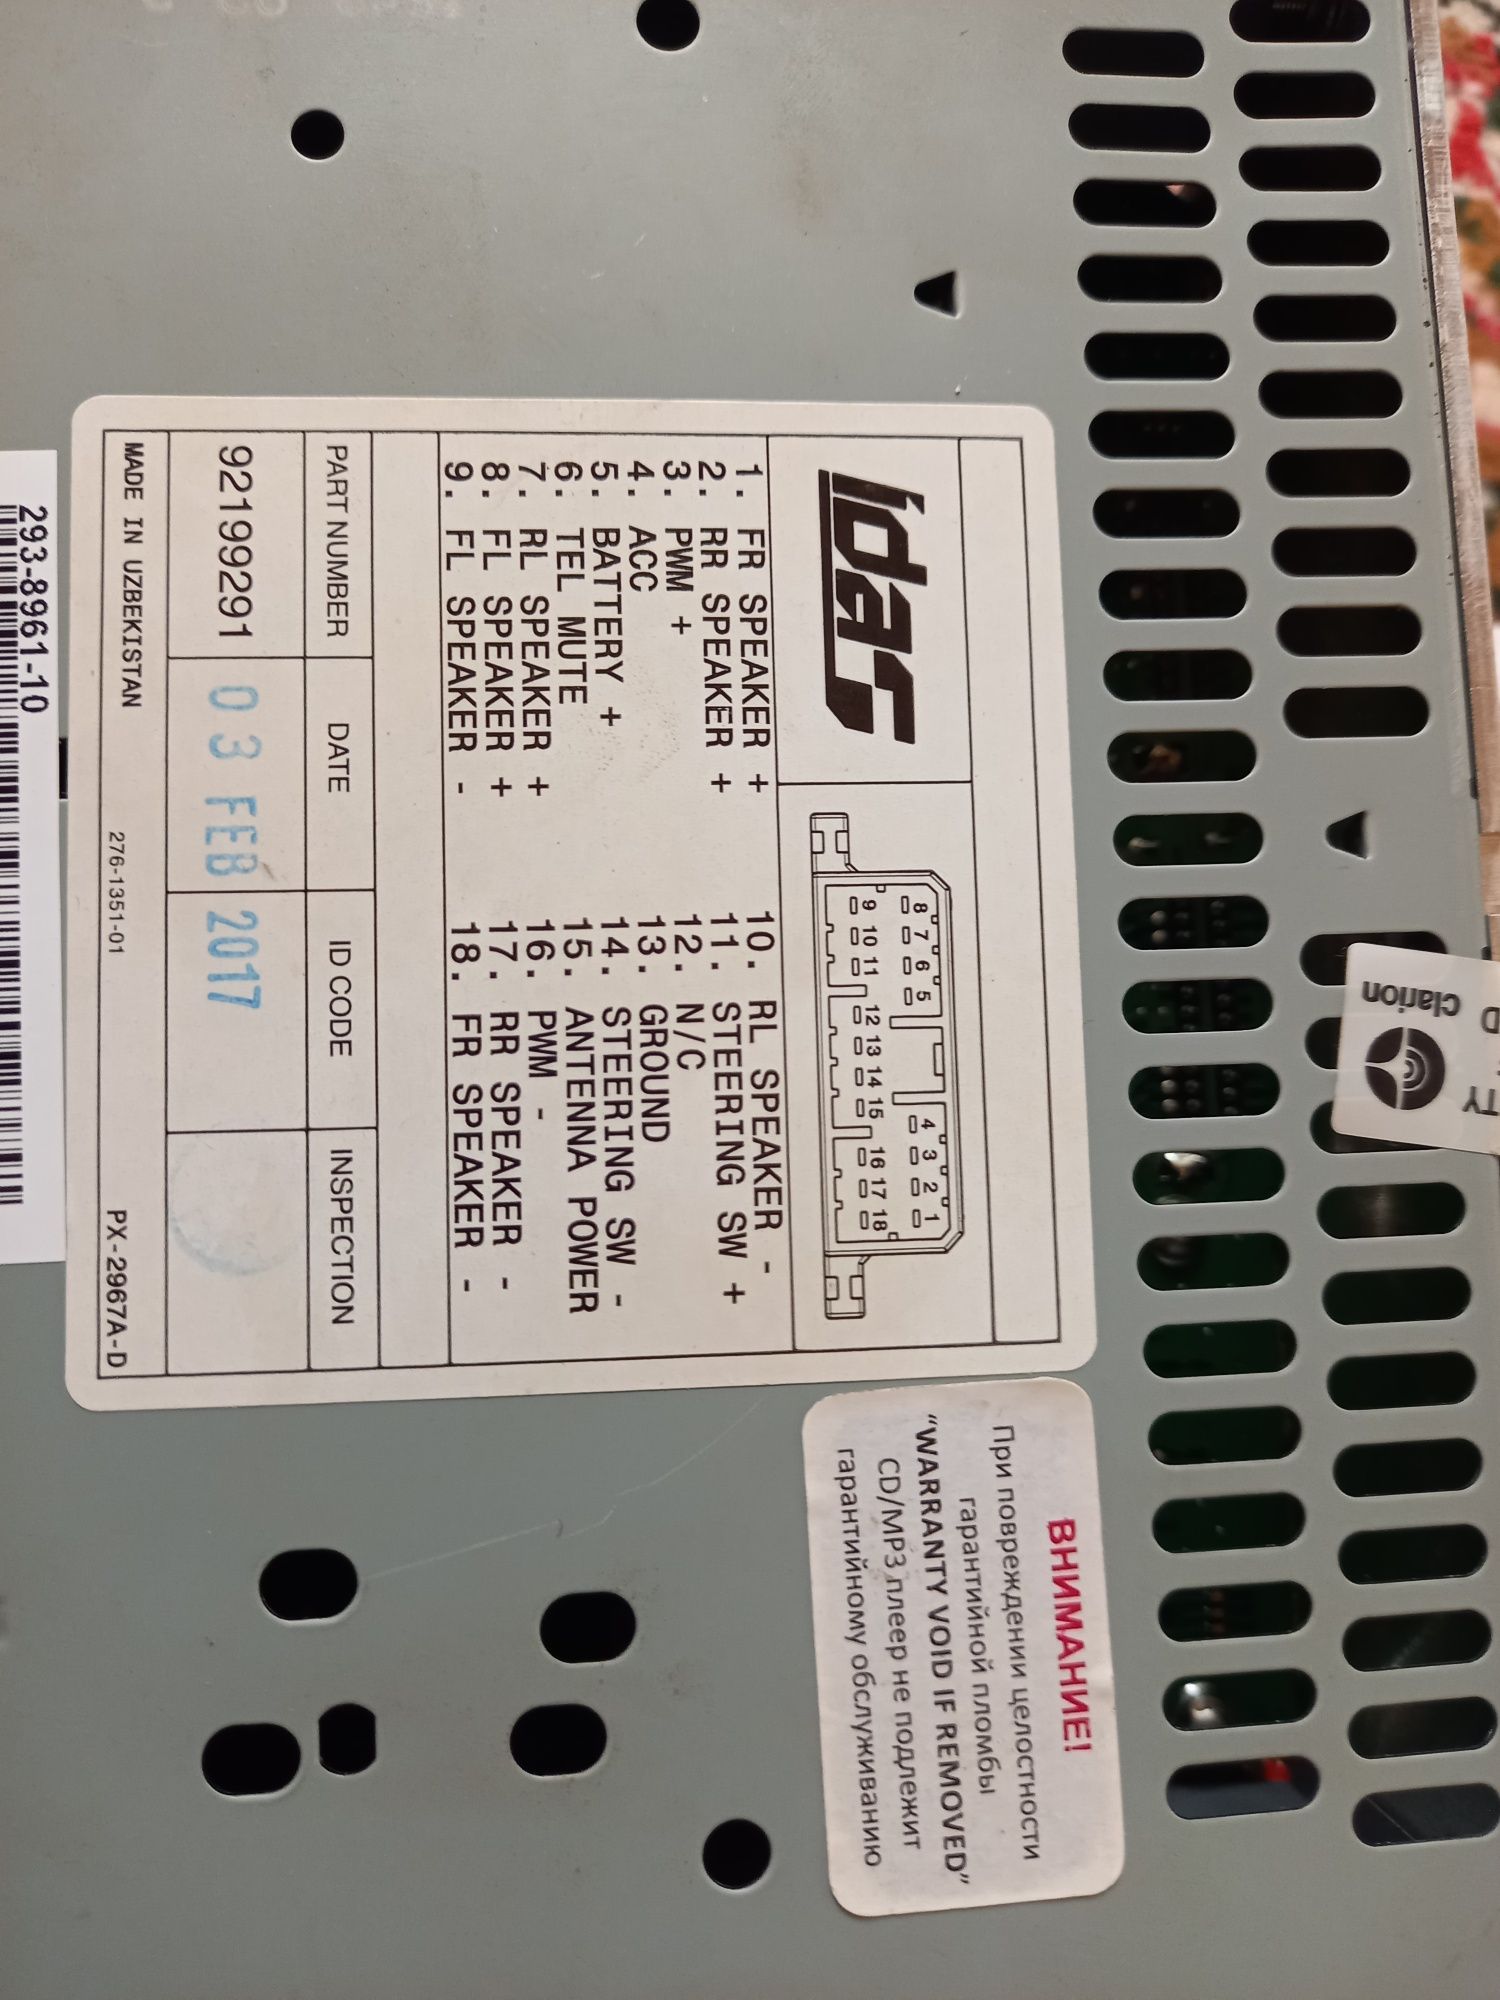 Idas
8 7 6 5 4 3 2 1
9 10 11 12 13 14 15 16 17 18
1. FR SPEAKER +
2. RR SPEAKER +
3. PWM +
4. ACC
5. BATTERY +
6. TEL MUTE
7. RL SPEAKER +
8. FL SPEAKER +
9. FL SPEAKER -
10. RL SPEAKER -
11. STEERING SW +
12. N/C
13. GROUND
14. STEERING SW -
15. ANTENNA POWER
16. PWM -
17. RR SPEAKER -
18. FR SPEAKER -
PART NUMBER DATE ID CODE INSPECTION
92199291 03 FEB 2017
MADE IN UZBEKISTAN 276-1351-01 PX-2967A-D
293-8961-10
ВНИМАНИЕ!
При повреждении целостности
гарантийной пломбы
“WARRANTY VOID IF REMOVED”
CD/MP3 плеер не подлежит
гарантийному обслуживанию
Clarion